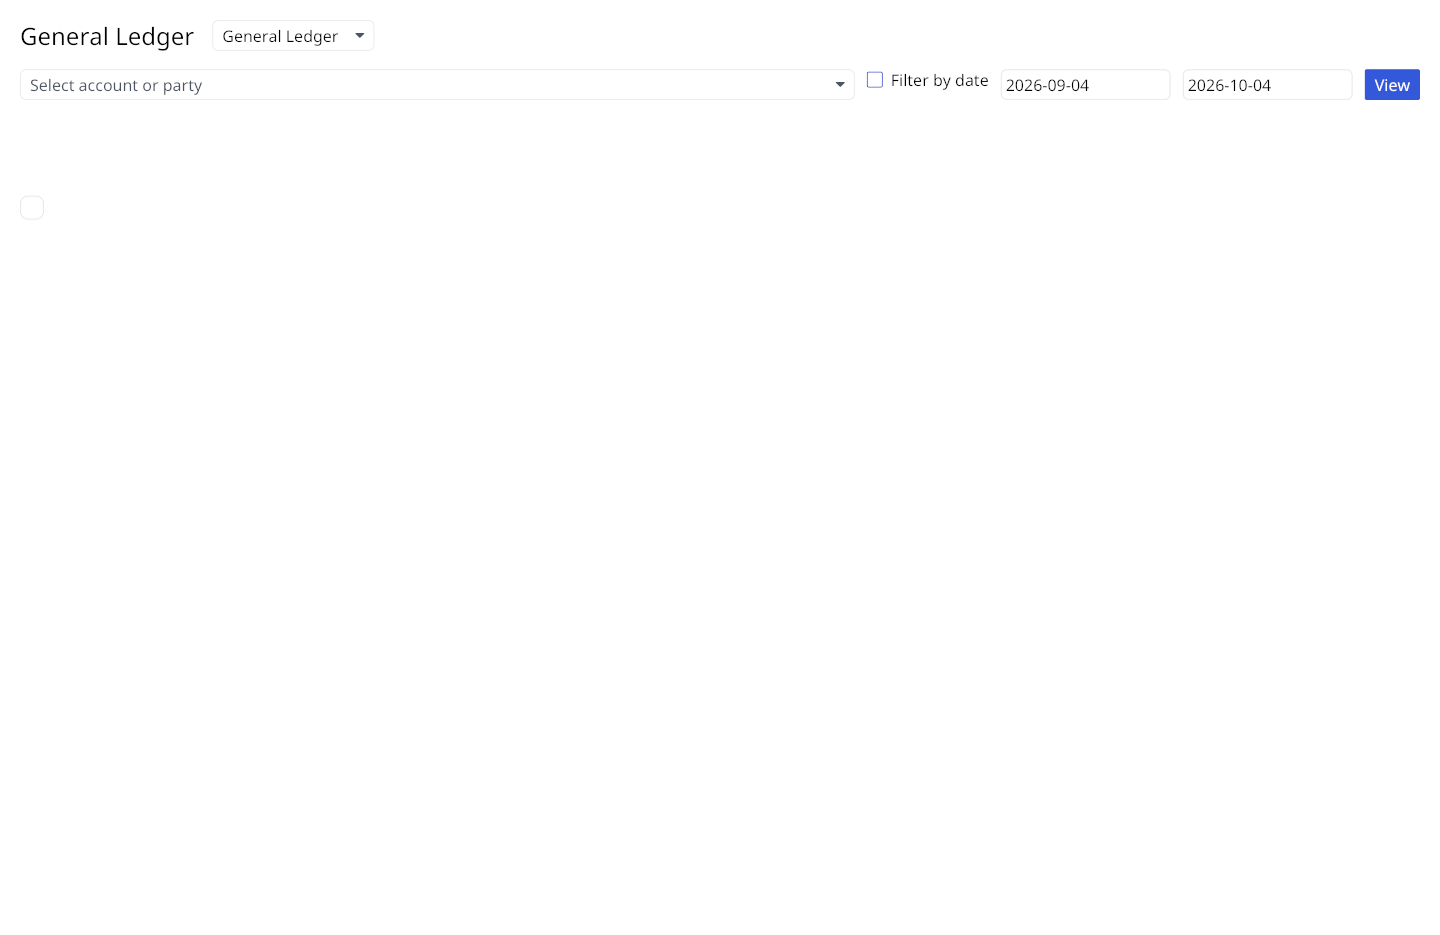 General Ledger
General Ledger
Select account or party
Filter by date
2026-09-04
2026-10-04
View